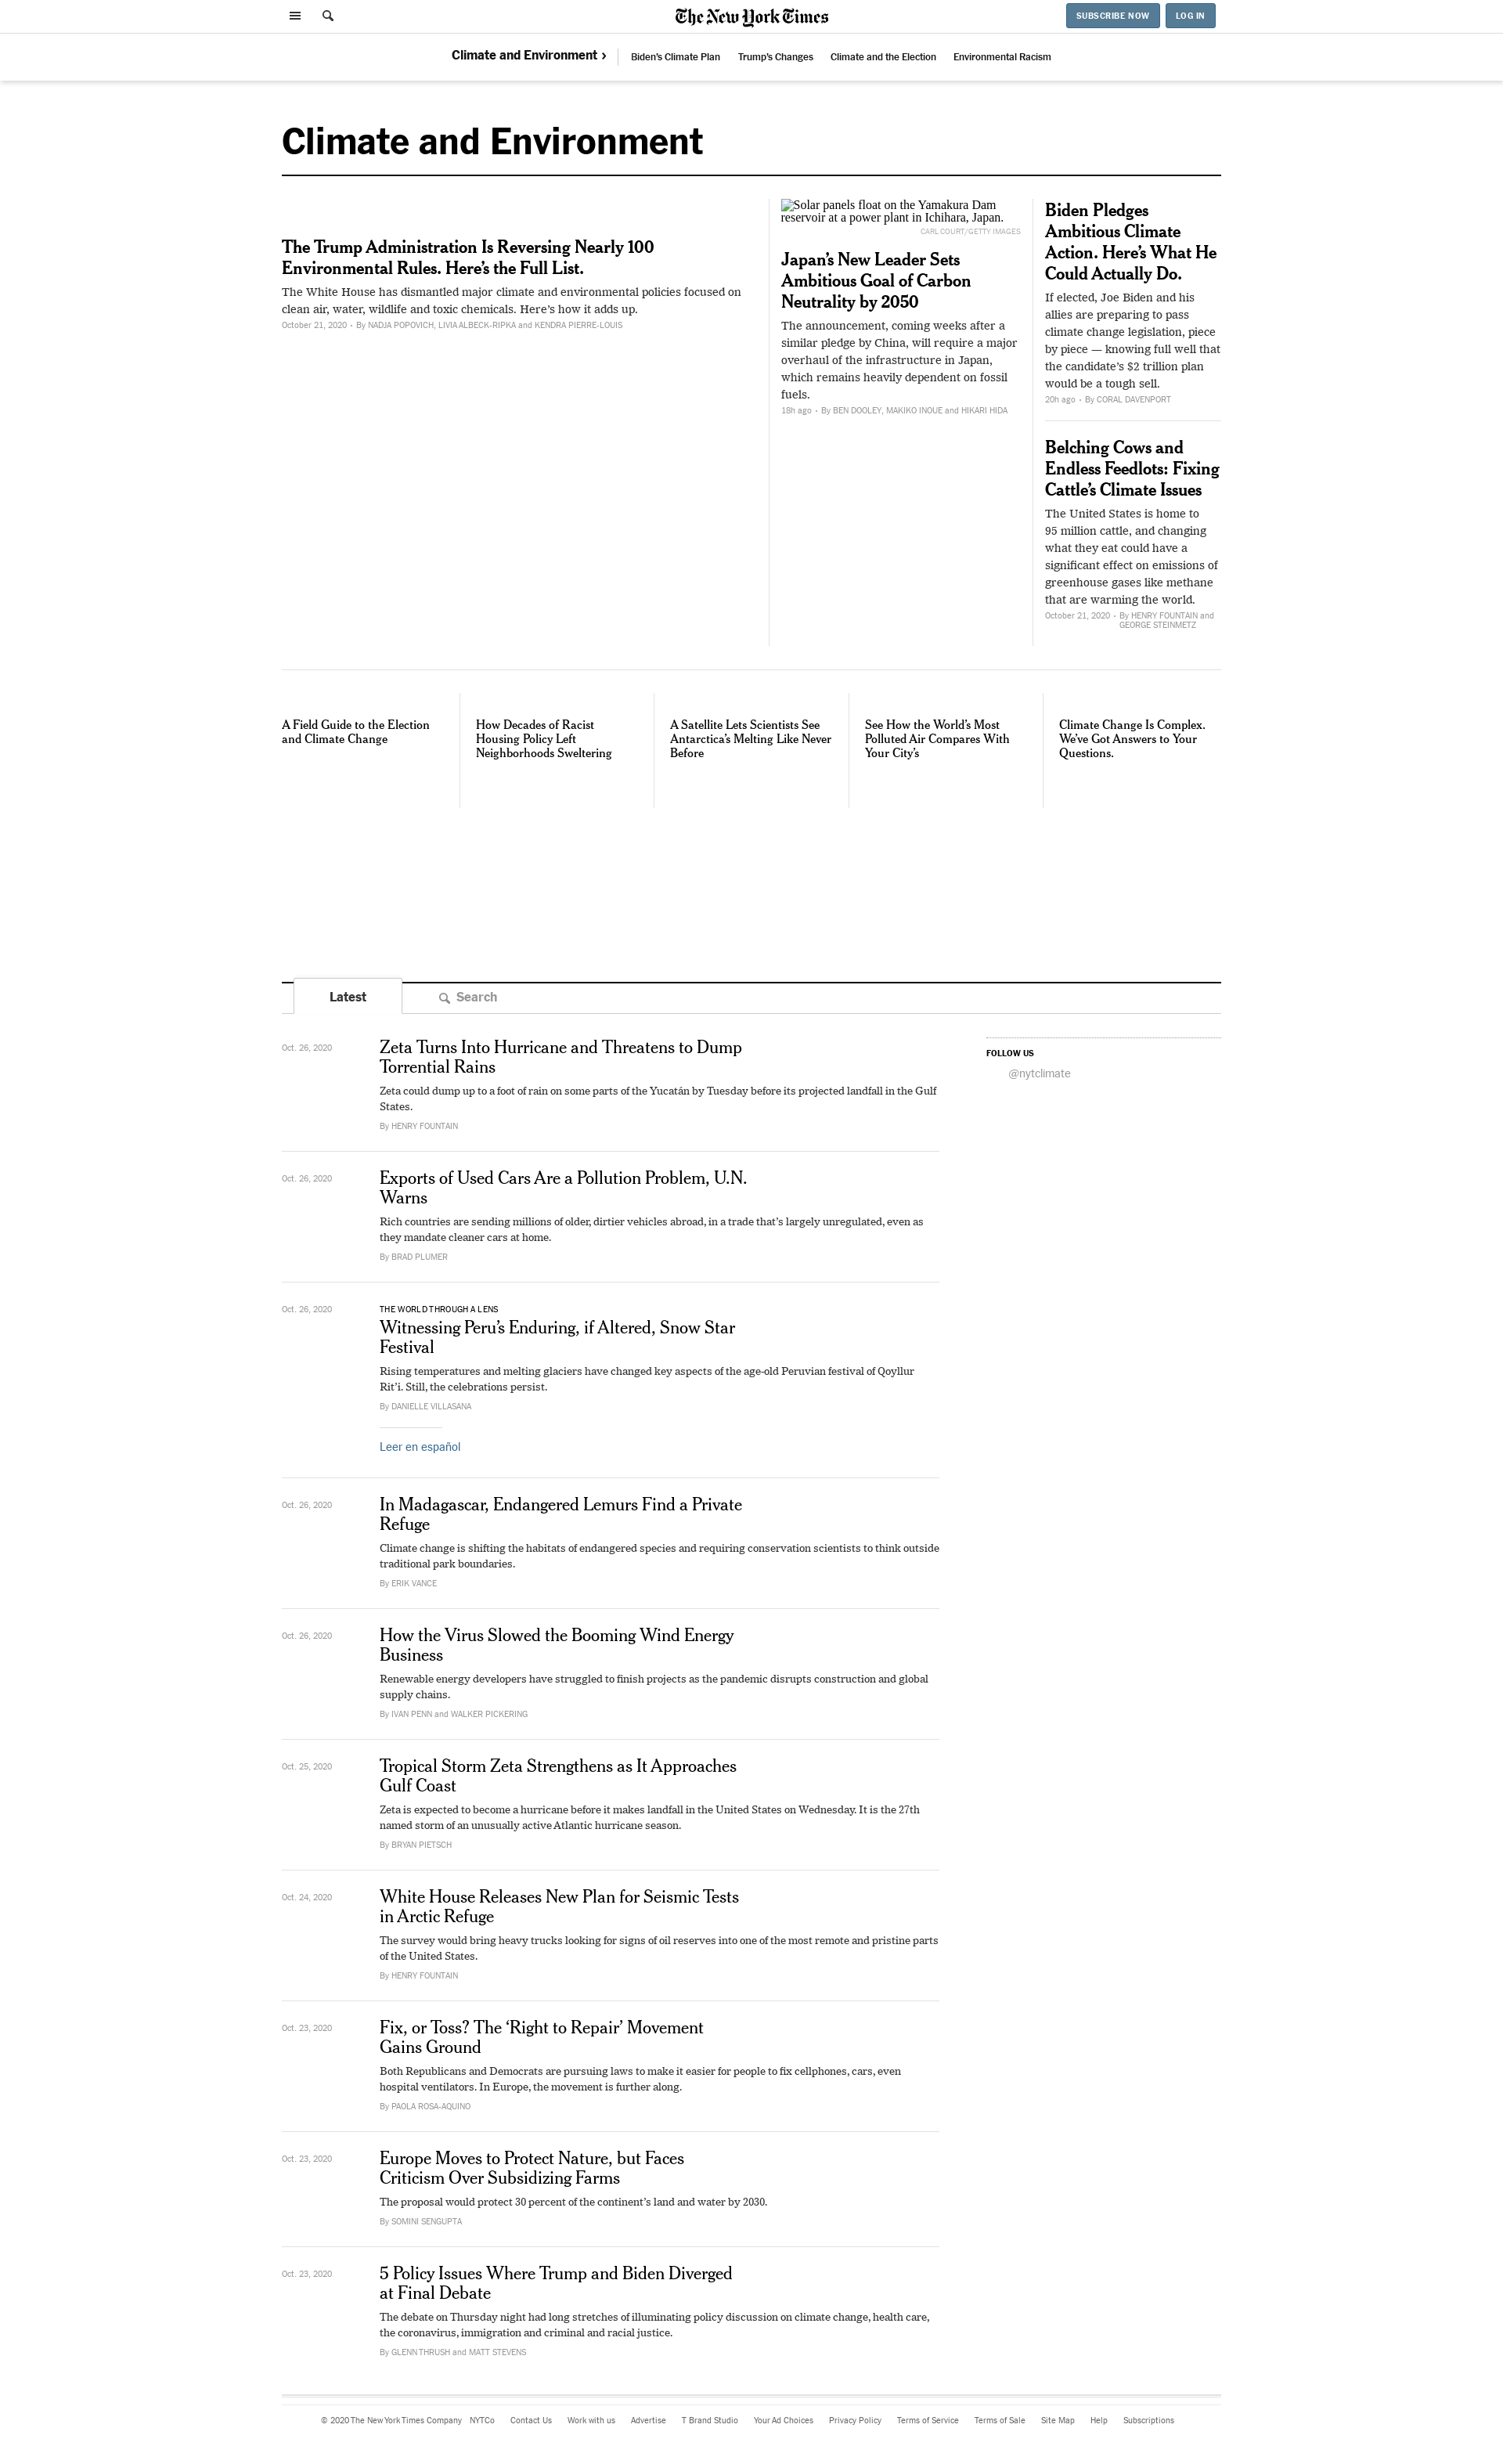 The New York Times
SUBSCRIBE NOW
LOG IN
Climate and Environment ›
Biden's Climate Plan
Trump's Changes
Climate and the Election
Environmental Racism
Climate and Environment
The Trump Administration Is Reversing Nearly 100
Environmental Rules. Here's the Full List.
The White House has dismantled major climate and environmental policies focused on
clean air, water, wildlife and toxic chemicals. Here's how it adds up.
October 21, 2020 • By NADJA POPOVICH, LIVIA ALBECK-RIPKA and KENDRA PIERRE-LOUIS
Solar panels float on the Yamakura Dam
reservoir at a power plant in Ichihara, Japan.
CARL COURT/GETTY IMAGES
Japan's New Leader Sets
Ambitious Goal of Carbon
Neutrality by 2050
The announcement, coming weeks after a
similar pledge by China, will require a major
overhaul of the infrastructure in Japan,
which remains heavily dependent on fossil
fuels.
18h ago • By BEN DOOLEY, MAKIKO INOUE and HIKARI HIDA
Biden Pledges
Ambitious Climate
Action. Here's What He
Could Actually Do.
If elected, Joe Biden and his
allies are preparing to pass
climate change legislation, piece
by piece — knowing full well that
the candidate's $2 trillion plan
would be a tough sell.
20h ago • By CORAL DAVENPORT
Belching Cows and
Endless Feedlots: Fixing
Cattle's Climate Issues
The United States is home to
95 million cattle, and changing
what they eat could have a
significant effect on emissions of
greenhouse gases like methane
that are warming the world.
October 21, 2020 • By HENRY FOUNTAIN and
GEORGE STEINMETZ
A Field Guide to the Election
and Climate Change
How Decades of Racist
Housing Policy Left
Neighborhoods Sweltering
A Satellite Lets Scientists See
Antarctica's Melting Like Never
Before
See How the World's Most
Polluted Air Compares With
Your City's
Climate Change Is Complex.
We've Got Answers to Your
Questions.
Latest
Search
FOLLOW US
@nytclimate
Oct. 26, 2020
Zeta Turns Into Hurricane and Threatens to Dump
Torrential Rains
Zeta could dump up to a foot of rain on some parts of the Yucatán by Tuesday before its projected landfall in the Gulf
States.
By HENRY FOUNTAIN
Oct. 26, 2020
Exports of Used Cars Are a Pollution Problem, U.N.
Warns
Rich countries are sending millions of older, dirtier vehicles abroad, in a trade that's largely unregulated, even as
they mandate cleaner cars at home.
By BRAD PLUMER
Oct. 26, 2020
THE WORLD THROUGH A LENS
Witnessing Peru's Enduring, if Altered, Snow Star
Festival
Rising temperatures and melting glaciers have changed key aspects of the age-old Peruvian festival of Qoyllur
Rit'i. Still, the celebrations persist.
By DANIELLE VILLASANA
Leer en español
Oct. 26, 2020
In Madagascar, Endangered Lemurs Find a Private
Refuge
Climate change is shifting the habitats of endangered species and requiring conservation scientists to think outside
traditional park boundaries.
By ERIK VANCE
Oct. 26, 2020
How the Virus Slowed the Booming Wind Energy
Business
Renewable energy developers have struggled to finish projects as the pandemic disrupts construction and global
supply chains.
By IVAN PENN and WALKER PICKERING
Oct. 25, 2020
Tropical Storm Zeta Strengthens as It Approaches
Gulf Coast
Zeta is expected to become a hurricane before it makes landfall in the United States on Wednesday. It is the 27th
named storm of an unusually active Atlantic hurricane season.
By BRYAN PIETSCH
Oct. 24, 2020
White House Releases New Plan for Seismic Tests
in Arctic Refuge
The survey would bring heavy trucks looking for signs of oil reserves into one of the most remote and pristine parts
of the United States.
By HENRY FOUNTAIN
Oct. 23, 2020
Fix, or Toss? The 'Right to Repair' Movement
Gains Ground
Both Republicans and Democrats are pursuing laws to make it easier for people to fix cellphones, cars, even
hospital ventilators. In Europe, the movement is further along.
By PAOLA ROSA-AQUINO
Oct. 23, 2020
Europe Moves to Protect Nature, but Faces
Criticism Over Subsidizing Farms
The proposal would protect 30 percent of the continent's land and water by 2030.
By SOMINI SENGUPTA
Oct. 23, 2020
5 Policy Issues Where Trump and Biden Diverged
at Final Debate
The debate on Thursday night had long stretches of illuminating policy discussion on climate change, health care,
the coronavirus, immigration and criminal and racial justice.
By GLENN THRUSH and MATT STEVENS
© 2020 The New York Times Company NYTCo Contact Us Work with us Advertise T Brand Studio Your Ad Choices Privacy Policy Terms of Service Terms of Sale Site Map Help Subscriptions